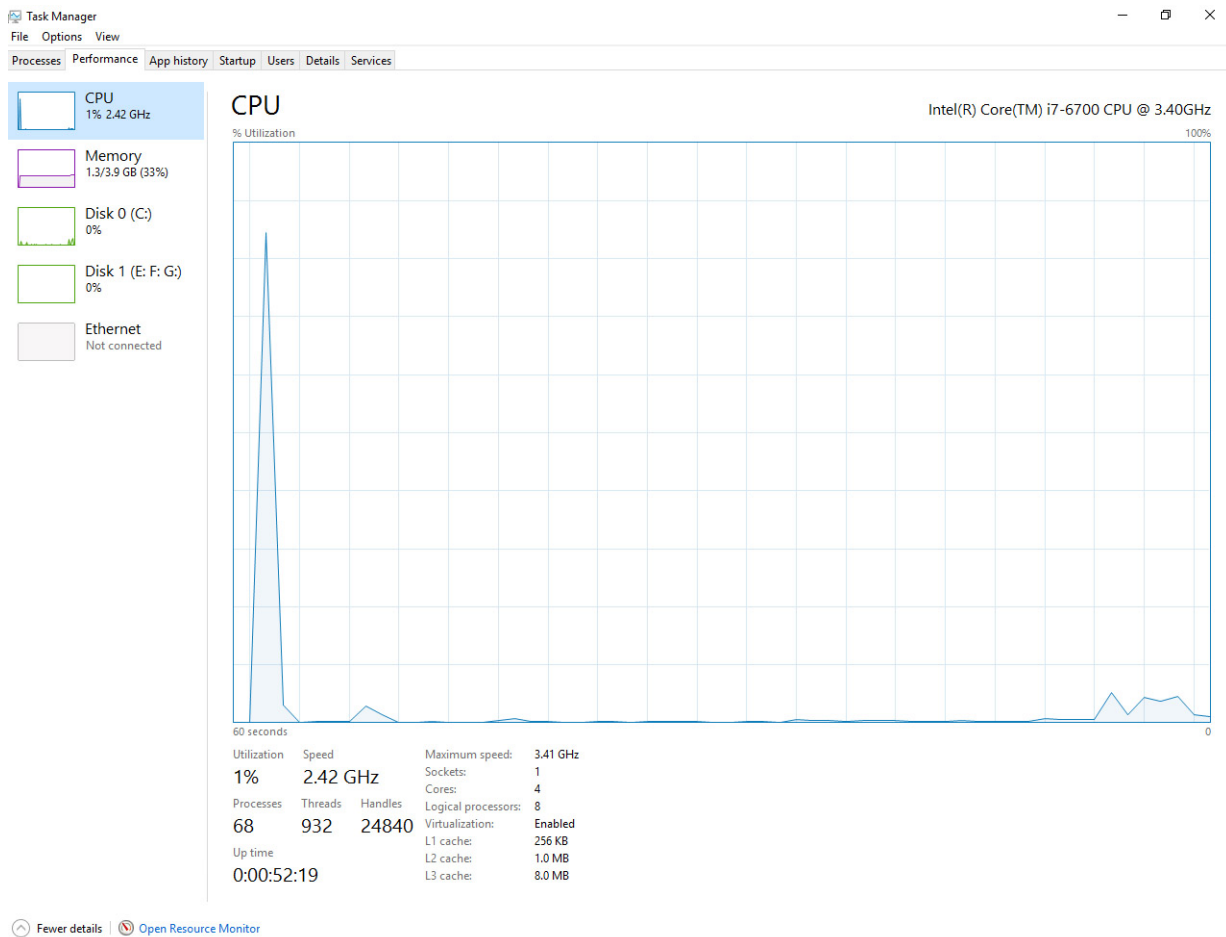 Task Manager
File Options View
Processes Performance App history Startup Users Details Services
CPU
1% 2.42 GHz
Memory
1.3/3.9 GB (33%)
Disk 0 (C:)
0%
Disk 1 (E: F: G:)
0%
Ethernet
Not connected
CPU
Intel(R) Core(TM) i7-6700 CPU @ 3.40GHz
% Utilization 100%
60 seconds 0
Utilization Speed
1% 2.42 GHz
Processes Threads Handles
68 932 24840
Up time
0:00:52:19
Maximum speed: 3.41 GHz
Sockets: 1
Cores: 4
Logical processors: 8
Virtualization: Enabled
L1 cache: 256 KB
L2 cache: 1.0 MB
L3 cache: 8.0 MB
Fewer details Open Resource Monitor